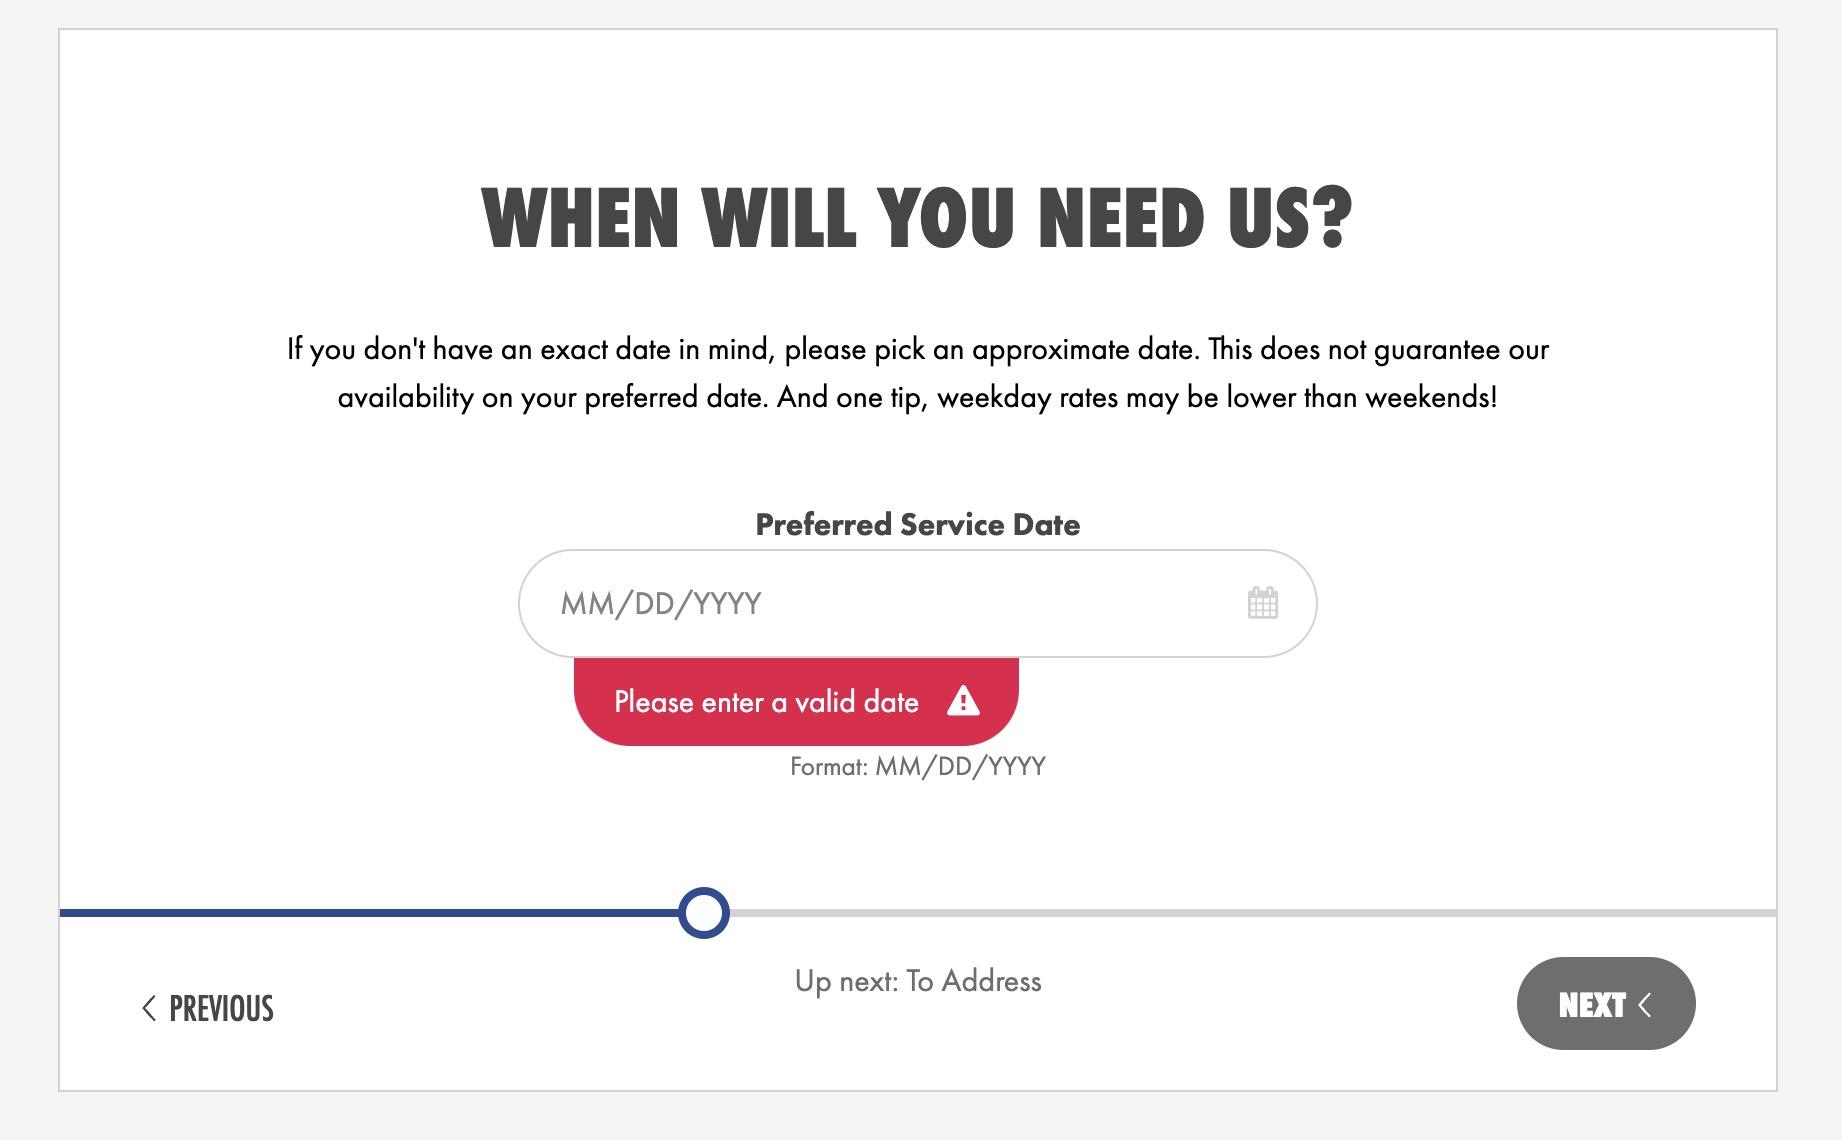 WHEN WILL YOU NEED US?
If you don't have an exact date in mind, please pick an approximate date. This does not guarantee our
availability on your preferred date. And one tip, weekday rates may be lower than weekends!
Preferred Service Date
MM/DD/YYYY
Please enter a valid date
Format: MM/DD/YYYY
Up next: To Address
PREVIOUS
NEXT